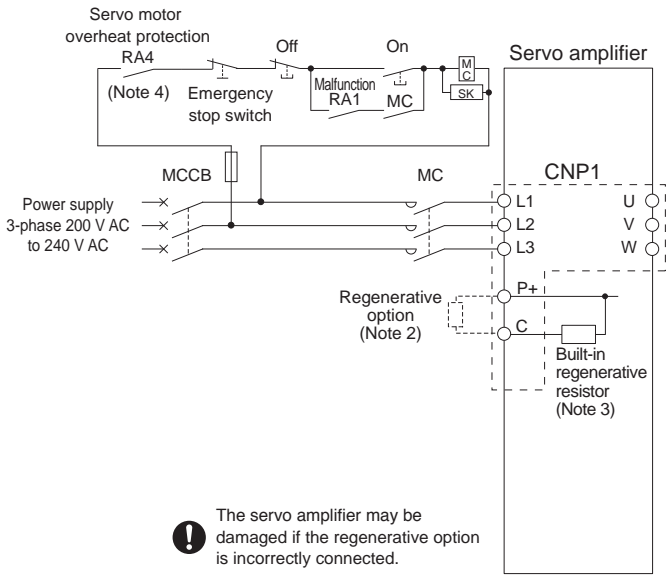 Servo motor
overheat protection
RA4
(Note 4)
Emergency
stop switch
Off
On
Malfunction
RA1
MC
M
C
SK
Servo amplifier
MCCB
MC
CNP1
Power supply
3-phase 200 V AC
to 240 V AC
L1
L2
L3
U
V
W
Regenerative
option
(Note 2)
P+
C
Built-in
regenerative
resistor
(Note 3)
The servo amplifier may be
damaged if the regenerative option
is incorrectly connected.